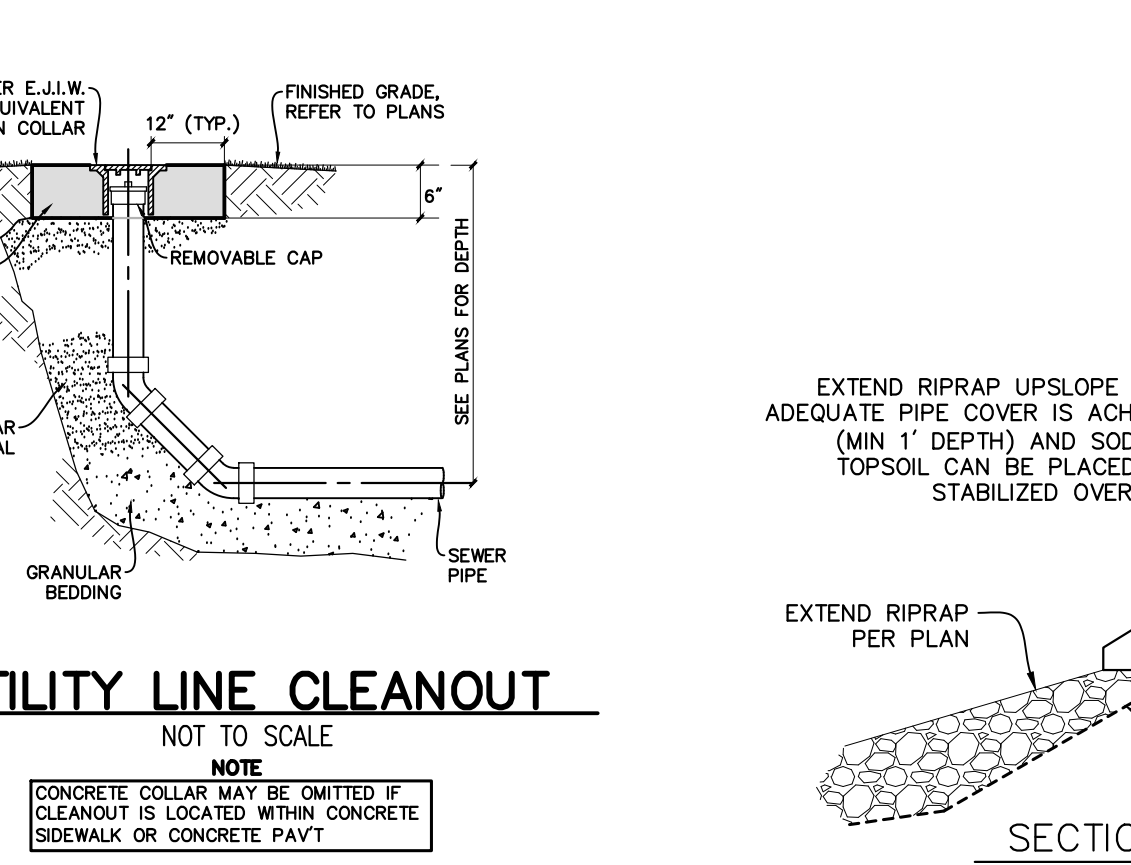 ER E.J.I.W.
UIVALENT
N COLLAR
FINISHED GRADE,
REFER TO PLANS
12" (TYP.)
6"
REMOVABLE CAP
SEE PLANS FOR DEPTH
AR
AL
SEWER
PIPE
GRANULAR
BEDDING
TILITY LINE CLEANOUT
NOT TO SCALE
NOTE
CONCRETE COLLAR MAY BE OMITTED IF
CLEANOUT IS LOCATED WITHIN CONCRETE
SIDEWALK OR CONCRETE PAV'T
EXTEND RIPRAP UPSLOPE
ADEQUATE PIPE COVER IS ACH
(MIN 1' DEPTH) AND SOD
TOPSOIL CAN BE PLACED
STABILIZED OVER
EXTEND RIPRAP
PER PLAN
SECTIO